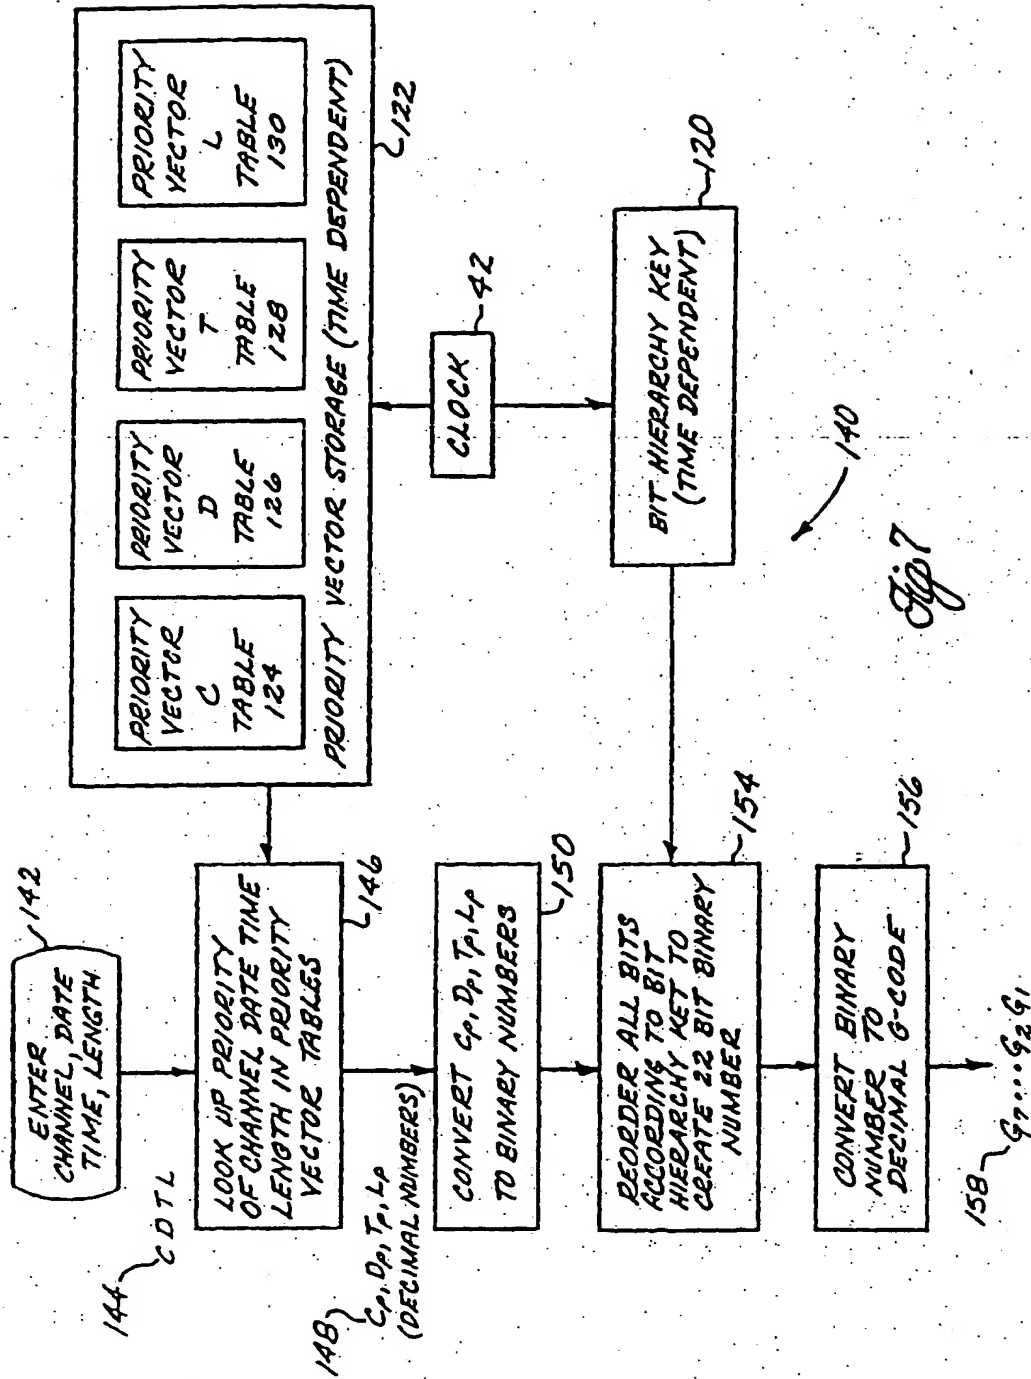 ENTER
CHANNEL, DATE
TIME, LENGTH
142
144
C D T L
LOOK UP PRIORITY
OF CHANNEL DATE TIME
LENGTH IN PRIORITY
VECTOR TABLES
146
148
Cp, Dp, Tp, Lp
(DECIMAL NUMBERS)
CONVERT Cp, Dp, Tp, Lp
TO BINARY NUMBERS
150
REORDER ALL BITS
ACCORDING TO BIT
HIERARCHY KET TO
CREATE 22 BIT BINARY
NUMBER
154
CONVERT BINARY
NUMBER TO
DECIMAL G-CODE
156
158
G7....G2G1
PRIORITY
VECTOR
C
TABLE
124
PRIORITY
VECTOR
D
TABLE
126
PRIORITY
VECTOR
T
TABLE
128
PRIORITY
VECTOR
L
TABLE
130
PRIORITY VECTOR STORAGE (TIME DEPENDENT)
122
CLOCK
42
BIT HIERARCHY KEY
(TIME DEPENDENT)
120
140
Fig 7